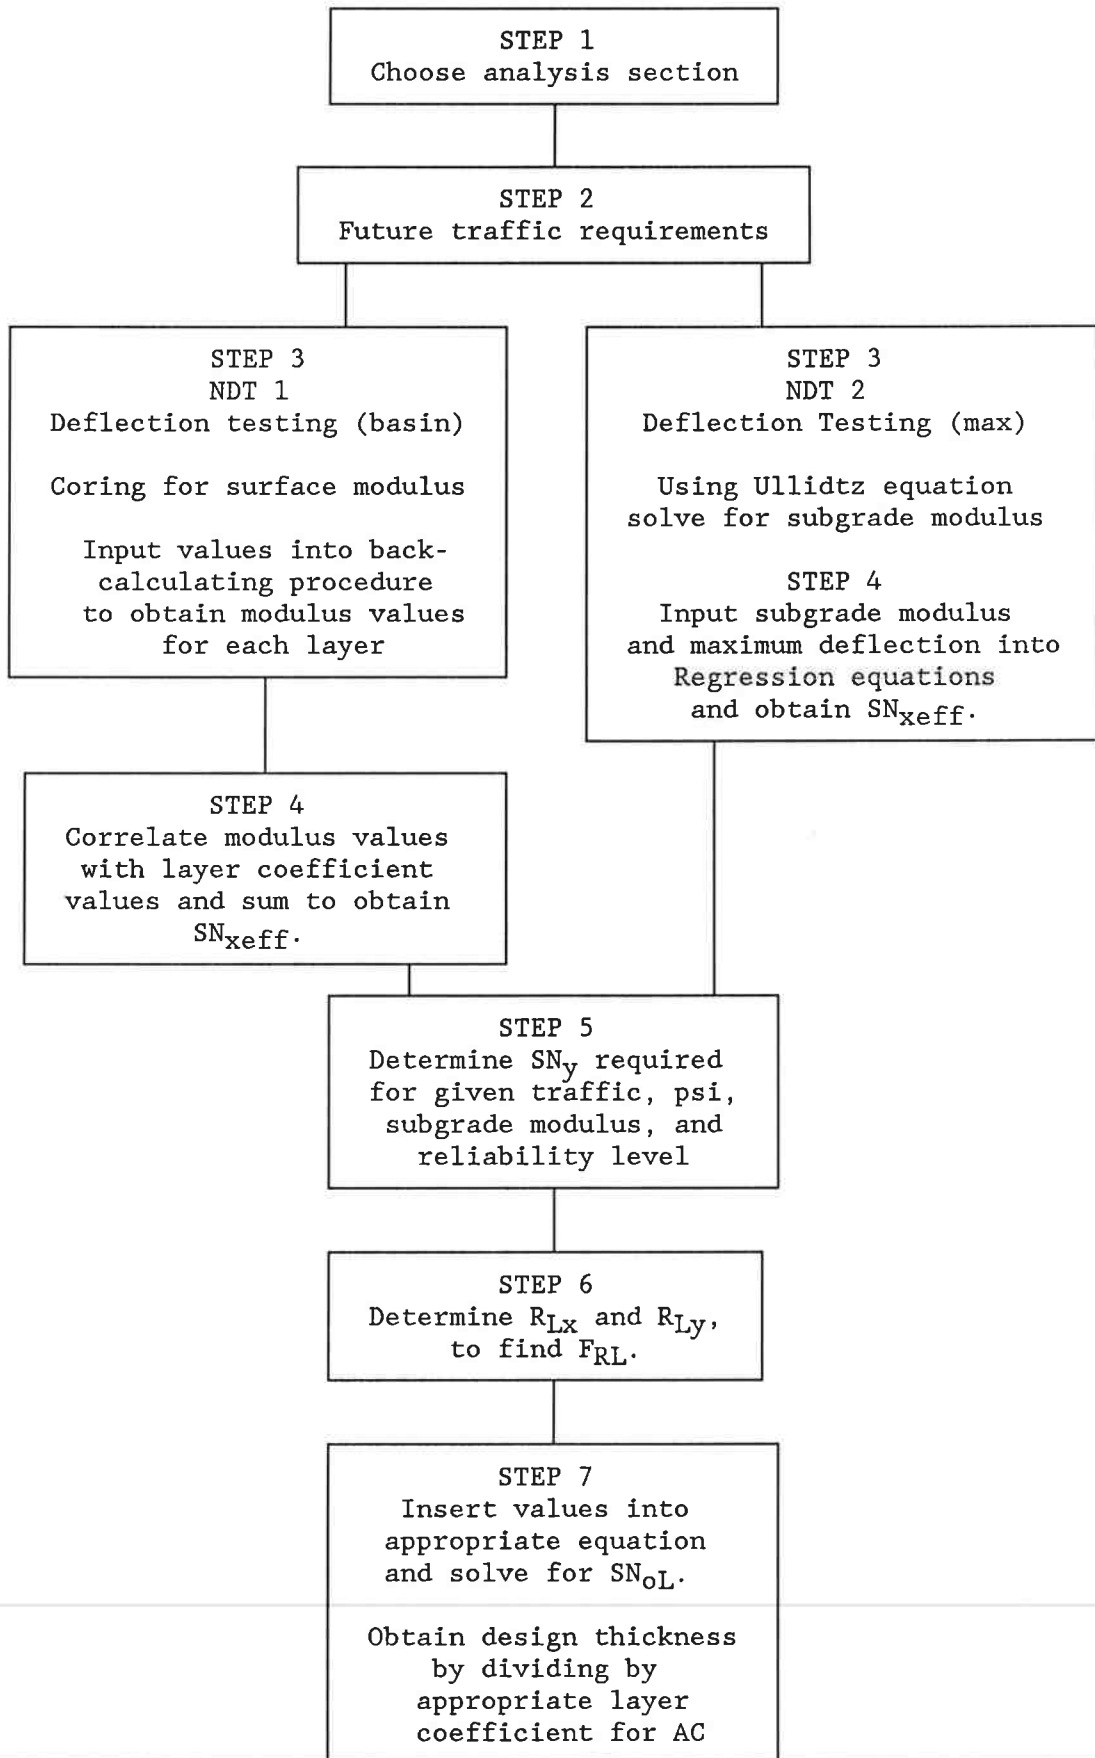 STEP 1
Choose analysis section
STEP 2
Future traffic requirements
STEP 3
NDT 1
Deflection testing (basin)
Coring for surface modulus
Input values into back-
calculating procedure
to obtain modulus values
for each layer
STEP 3
NDT 2
Deflection Testing (max)
Using Ullidtz equation
solve for subgrade modulus
STEP 4
Input subgrade modulus
and maximum deflection into
Regression equations
and obtain SNxeff.
STEP 4
Correlate modulus values
with layer coefficient
values and sum to obtain
SNxeff.
STEP 5
Determine SNy required
for given traffic, psi,
subgrade modulus, and
reliability level
STEP 6
Determine RLx and RLy,
to find FRL.
STEP 7
Insert values into
appropriate equation
and solve for SNoL.
Obtain design thickness
by dividing by
appropriate layer
coefficient for AC